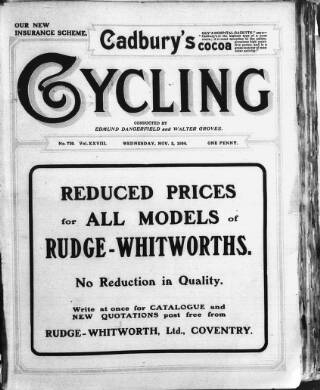 OUR NEW
INSURANCE SCHEME.
Cadbury's
cocoa
CYCLING
CONDUCTED BY
EDMUND DANGERFIELD and WALTER GROVES.
Vol. XXVIII. WEDNESDAY, NOV. 2, 1904. ONE PENNY.
REDUCED PRICES
for ALL MODELS of
RUDGE-WHITWORTHS.
No Reduction in Quality.
Write at once for CATALOGUE and
NEW QUOTATIONS post free from
RUDGE-WHITWORTH, Ltd., COVENTRY.